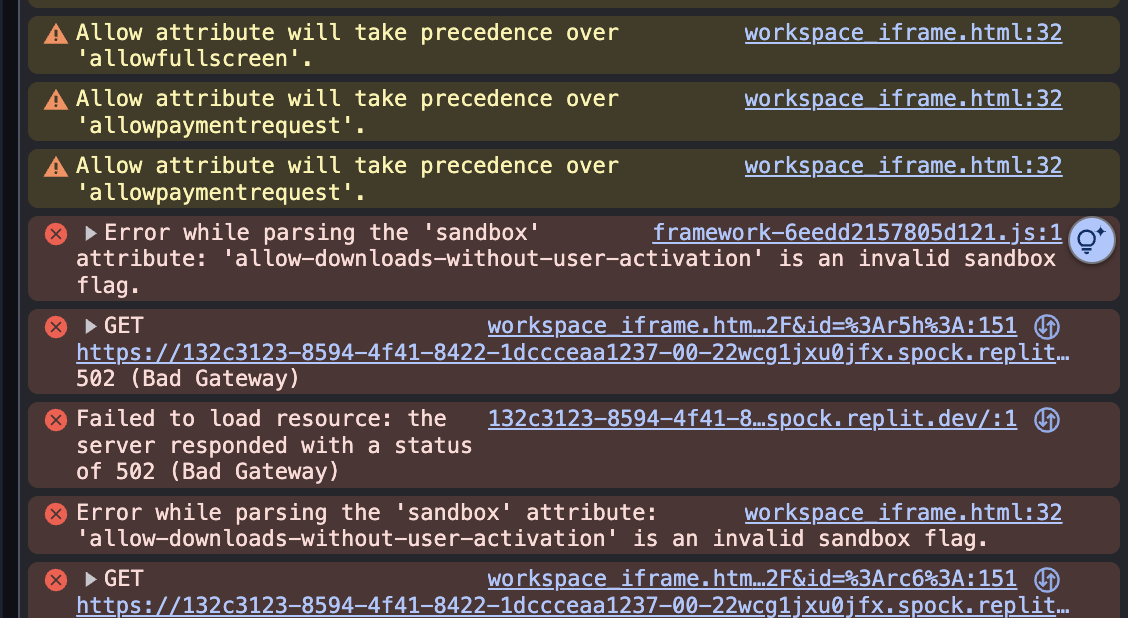 Allow attribute will take precedence over workspace_iframe.html:32
'allowfullscreen'.
Allow attribute will take precedence over workspace_iframe.html:32
'allowpaymentrequest'.
Allow attribute will take precedence over workspace_iframe.html:32
'allowpaymentrequest'.
Error while parsing the 'sandbox' framework-6eedd2157805d121.js:1
attribute: 'allow-downloads-without-user-activation' is an invalid sandbox
flag.
GET workspace_iframe.htm…2F&id=%3Ar5h%3A:151
https://132c3123-8594-4f41-8422-1dccceaa1237-00-22wcg1jxu0jfx.spock.replit…
502 (Bad Gateway)
Failed to load resource: the 132c3123-8594-4f41-8…spock.replit.dev/:1
server responded with a status
of 502 (Bad Gateway)
Error while parsing the 'sandbox' attribute: workspace_iframe.html:32
'allow-downloads-without-user-activation' is an invalid sandbox flag.
GET workspace_iframe.htm…2F&id=%3Arc6%3A:151
https://132c3123-8594-4f41-8422-1dccceaa1237-00-22wcg1jxu0jfx.spock.replit…